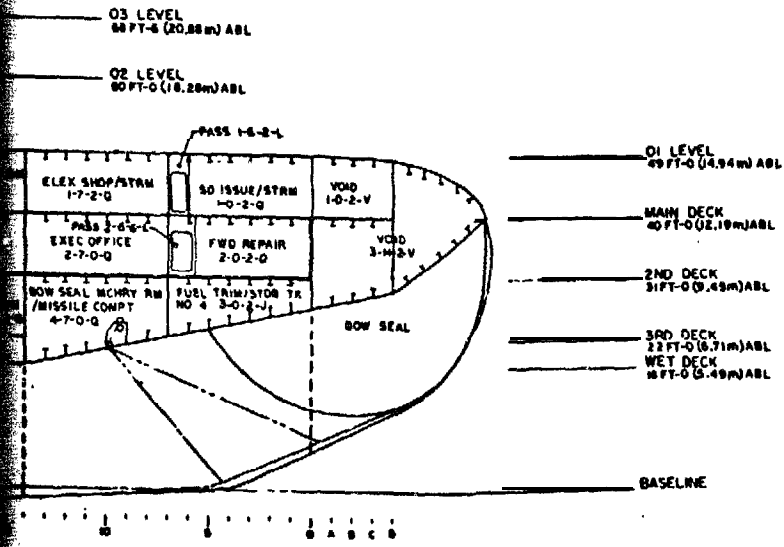 03 LEVEL
68 FT-6 (20.88m) ABL
02 LEVEL
60 FT-0 (18.28m) ABL
PASS 1-6-2-L
01 LEVEL
49 FT-0 (14.94m) ABL
ELEX SHOP/STRM
1-7-2-Q
SD ISSUE/STRM
1-0-2-Q
VOID
1-0-2-V
MAIN DECK
40 FT-0 (12.19m) ABL
PASS 2-6-6-L
EXEC OFFICE
2-7-0-Q
FWD REPAIR
2-0-2-Q
VOID
3-H-2-V
2ND DECK
31 FT-0 (9.45m) ABL
BOW SEAL MCHRY RM
/MISSILE COMPT
4-7-0-Q
FUEL TRIM/STOR TK
NO 4 3-0-2-J
BOW SEAL
3RD DECK
22 FT-0 (6.71m) ABL
WET DECK
18 FT-0 (5.49m) ABL
BASELINE
10 5 0 A B C D